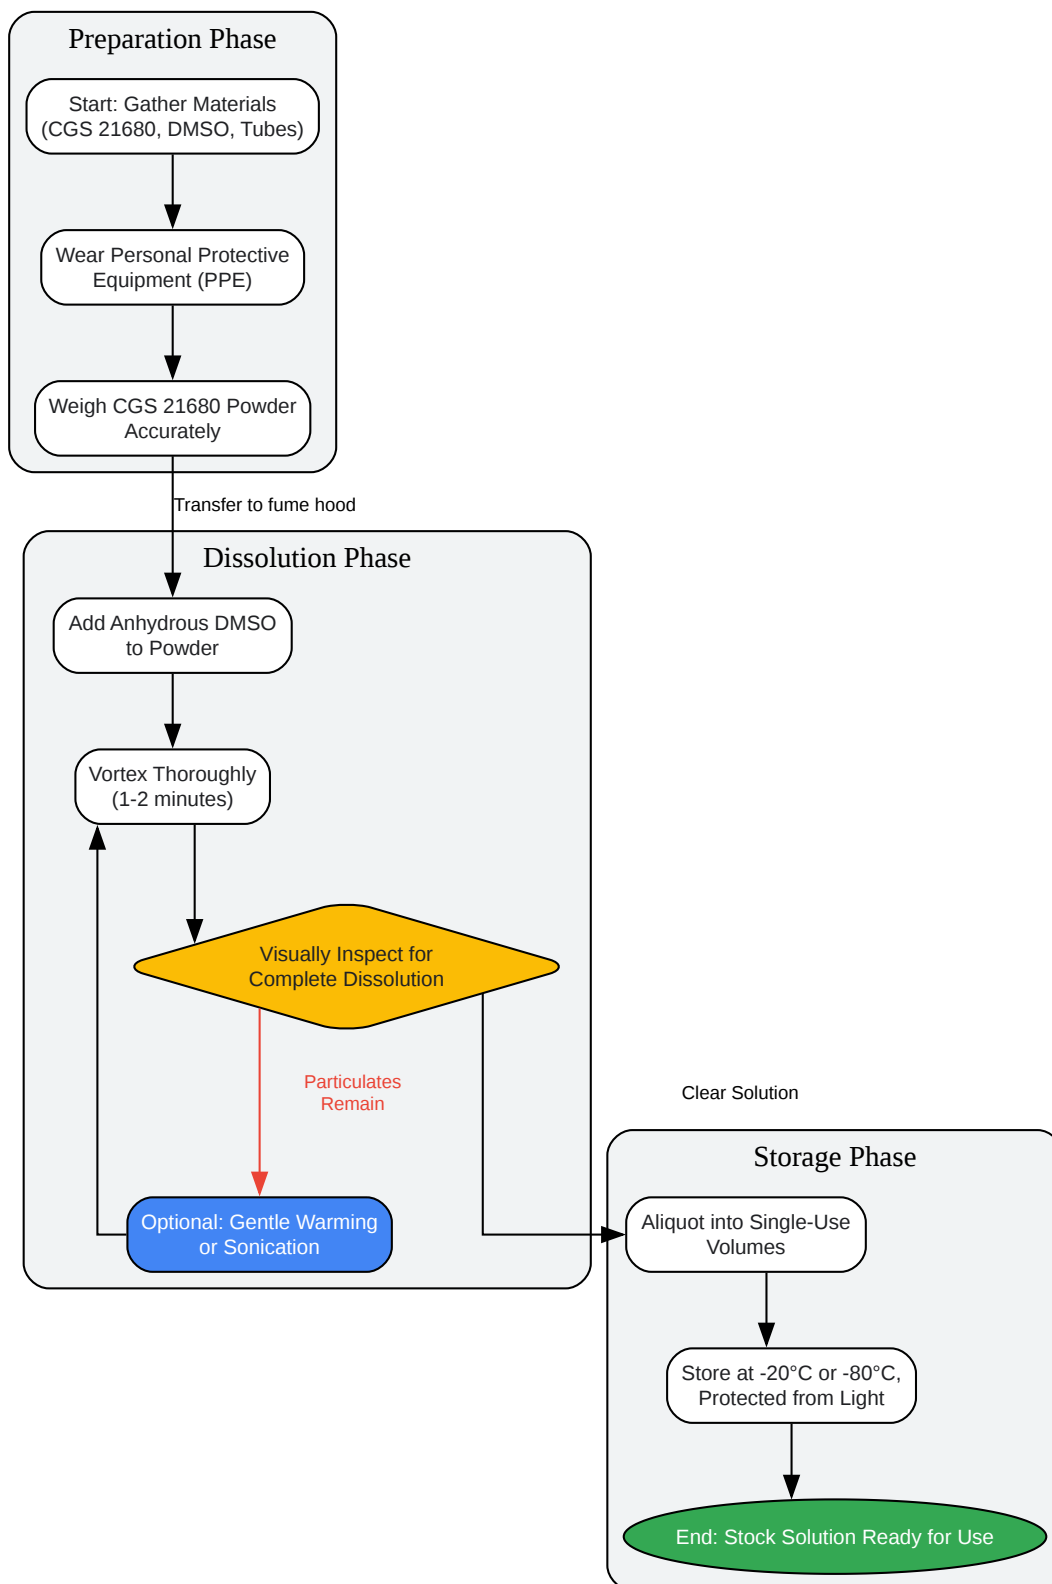 Preparation Phase
Start: Gather Materials
(CGS 21680, DMSO, Tubes)
Wear Personal Protective
Equipment (PPE)
Weigh CGS 21680 Powder
Accurately
Transfer to fume hood
Dissolution Phase
Add Anhydrous DMSO
to Powder
Vortex Thoroughly
(1-2 minutes)
Visually Inspect for
Complete Dissolution
Particulates
Remain
Optional: Gentle Warming
or Sonication
Clear Solution
Storage Phase
Aliquot into Single-Use
Volumes
Store at -20°C or -80°C,
Protected from Light
End: Stock Solution Ready for Use